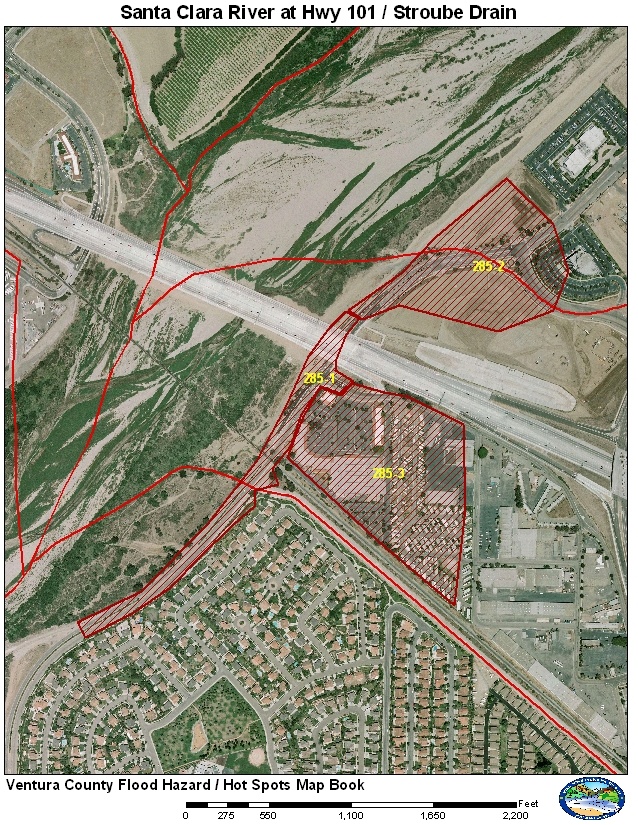 Santa Clara River at Hwy 101 / Stroube Drain
285-2
285-1
285-3
Ventura County Flood Hazard / Hot Spots Map Book
Feet
0 275 550 1,100 1,650 2,200